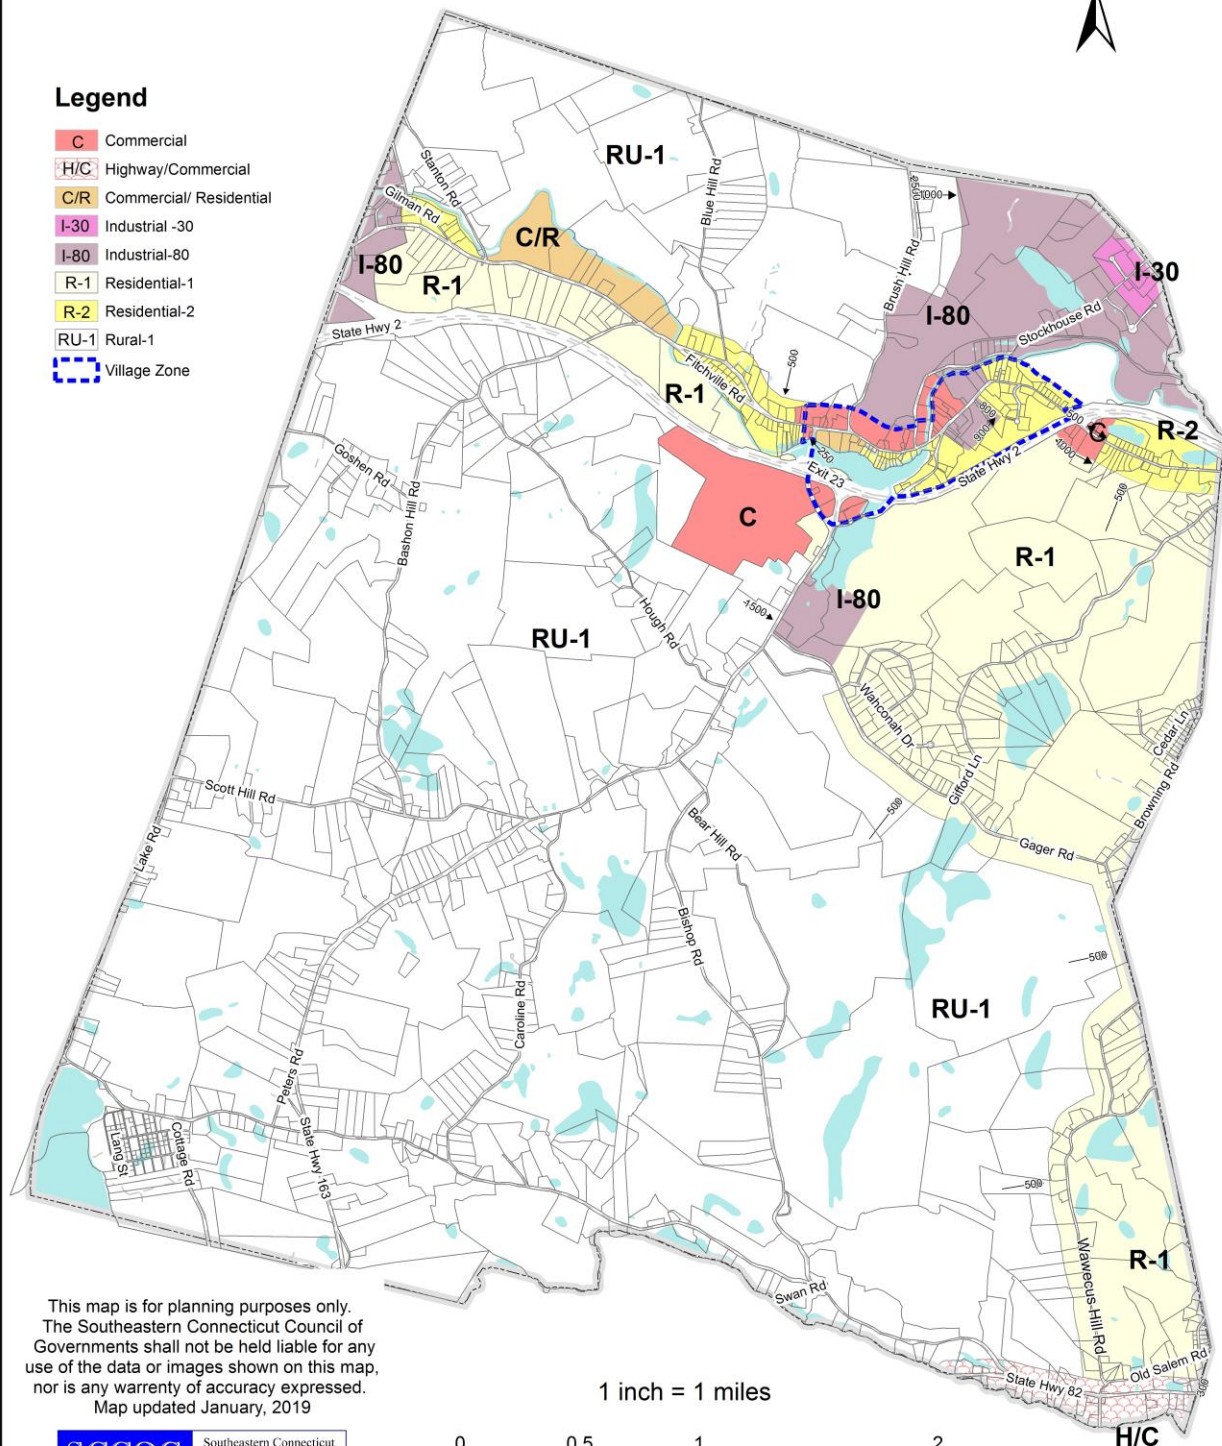 Legend
C Commercial
H/C Highway/Commercial
C/R Commercial/ Residential
I-30 Industrial -30
I-80 Industrial-80
R-1 Residential-1
R-2 Residential-2
RU-1 Rural-1
Village Zone
RU-1
Stanton Rd
Blue Hill Rd
2500
1000
Gilman Rd
C/R
Brush Hill Rd
I-80
I-30
R-1
I-80
Stockhouse Rd
State Hwy 2
500
Fitchville Rd
R-1
800
500
900
C
R-2
250
Exit 23
State Hwy 2
1000
Goshen Rd
500
Bashon Hill Rd
C
R-1
I-80
1500
Hough Rd
RU-1
Wahconah Dr
Cedar Ln
Gifford Ln
Browning Rd
Scott Hill Rd
500
Bear Hill Rd
Lake Rd
Gager Rd
Bishop Rd
500
Caroline Rd
RU-1
Peters Rd
Lang St
Cottage Rd
State Hwy 163
500
Wawecus Hill Rd
R-1
Swan Rd
Old Salem Rd
State Hwy 82
H/C
This map is for planning purposes only.
The Southeastern Connecticut Council of
Governments shall not be held liable for any
use of the data or images shown on this map,
nor is any warrenty of accuracy expressed.
Map updated January, 2019
1 inch = 1 miles
SCCOG Southeastern Connecticut
0 0.5 1 2